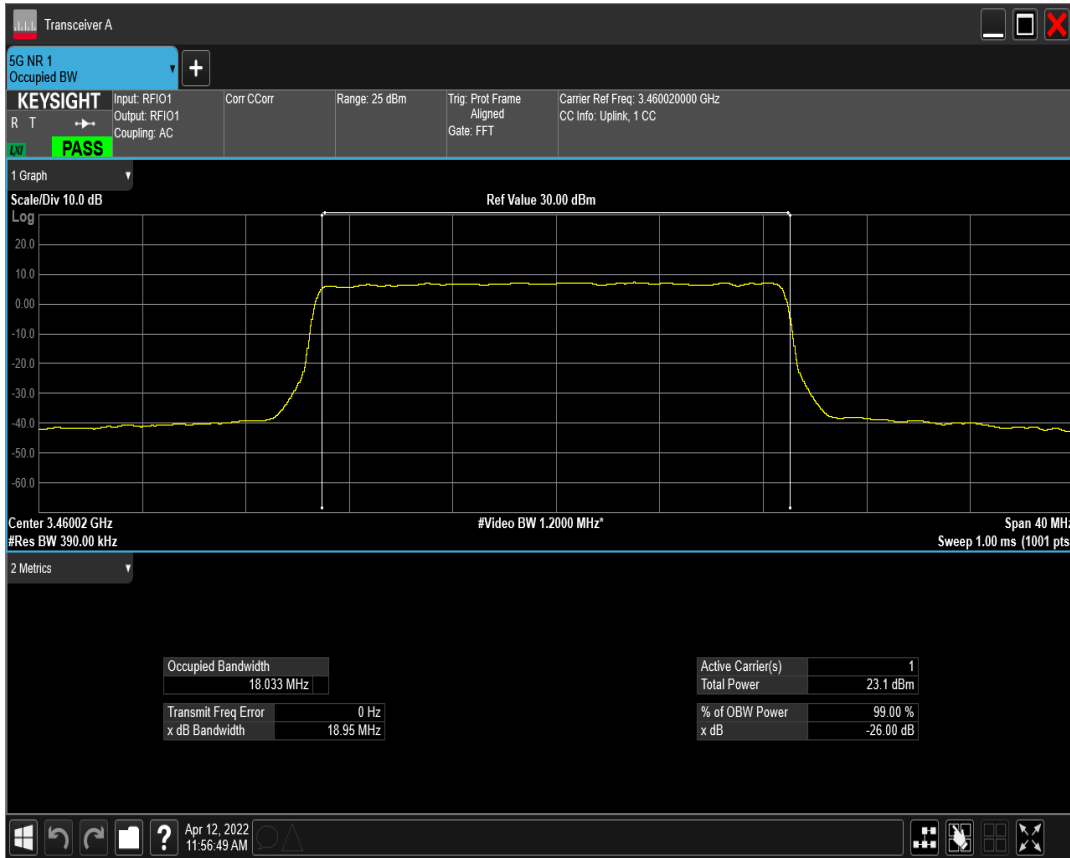 Transceiver A
5G NR 1
Occupied BW
KEYSIGHT
R T
LXI
PASS
Input: RFIO1
Output: RFIO1
Coupling: AC
Corr CCorr
Range: 25 dBm
Trig: Prot Frame
Aligned
Gate: FFT
Carrier Ref Freq: 3.460020000 GHz
CC Info: Uplink, 1 CC
1 Graph
Scale/Div 10.0 dB
Ref Value 30.00 dBm
Log
20.0
10.0
0.00
-10.0
-20.0
-30.0
-40.0
-50.0
-60.0
Center 3.46002 GHz
#Video BW 1.2000 MHz*
Span 40 MHz
#Res BW 390.00 kHz
Sweep 1.00 ms (1001 pts
2 Metrics
Occupied Bandwidth
18.033 MHz
Transmit Freq Error 0 Hz
x dB Bandwidth 18.95 MHz
Active Carrier(s) 1
Total Power 23.1 dBm
% of OBW Power 99.00 %
x dB -26.00 dB
?
Apr 12, 2022
11:56:49 AM